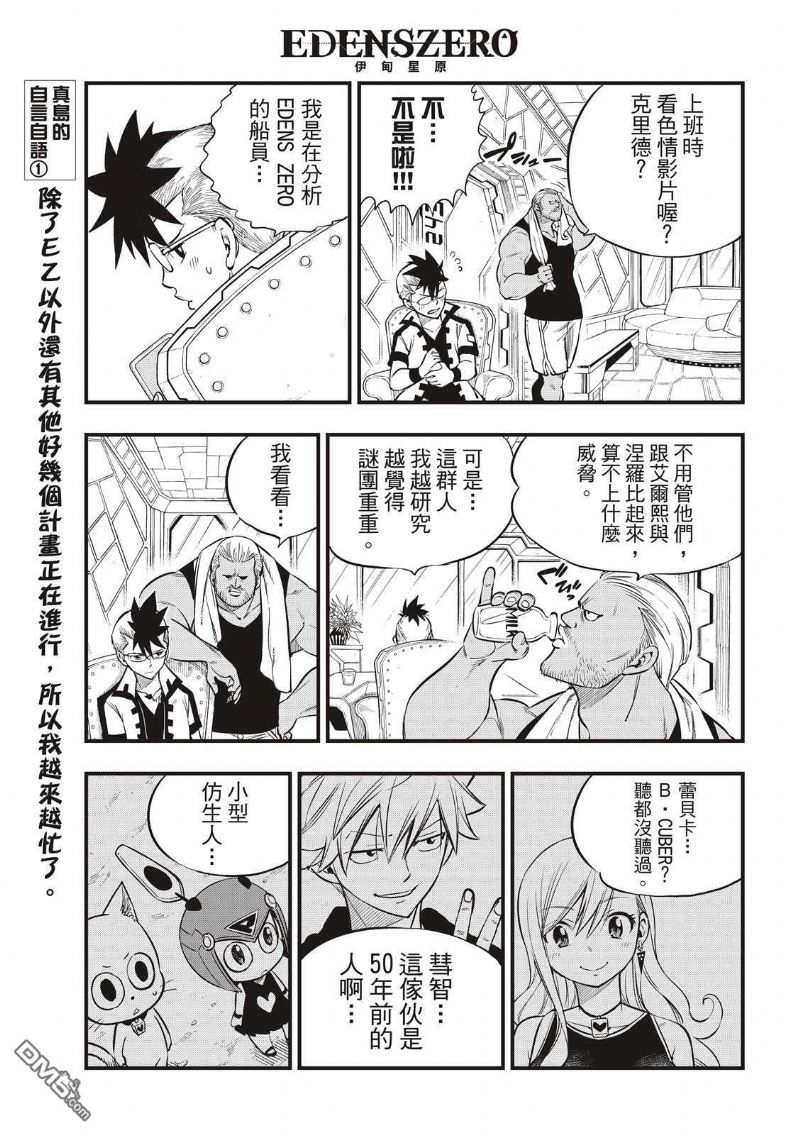 EDENSZERO
伊甸星原
真島的
自言自語①
除了EZ以外還有其他好幾個計畫正在進行，所以我越來越忙了。
上班時
看色情影片喔？
克里德？
不…
不是啦!!!
我是在分析
EDENS ZERO
的船員…
不用管他們，
跟艾爾熙與
涅羅比起來，
算不上什麼
威脅。
可是…
這群人
我越研究
越覺得
謎團重重。
MILK
我看看…
蕾貝卡…
B・CUBER？
聽都沒聽過。
彗智…
這傢伙是
50年前的
人啊…
小型
仿生人…
DM5.com